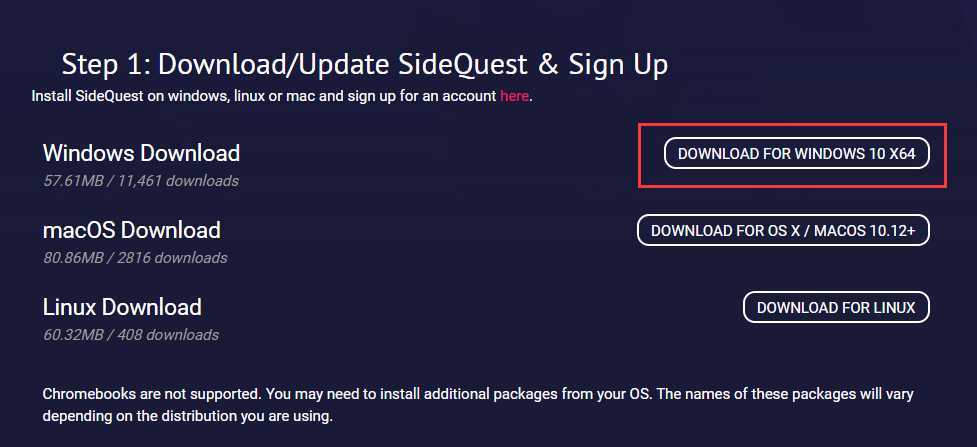 Step 1: Download/Update SideQuest & Sign Up
Install SideQuest on windows, linux or mac and sign up for an account here.
Windows Download
DOWNLOAD FOR WINDOWS 10 X64
57.61MB / 11,461 downloads
macOS Download
DOWNLOAD FOR OS X / MACOS 10.12+
80.86MB / 2816 downloads
Linux Download
DOWNLOAD FOR LINUX
60.32MB / 408 downloads
Chromebooks are not supported. You may need to install additional packages from your OS. The names of these packages will vary
depending on the distribution you are using.